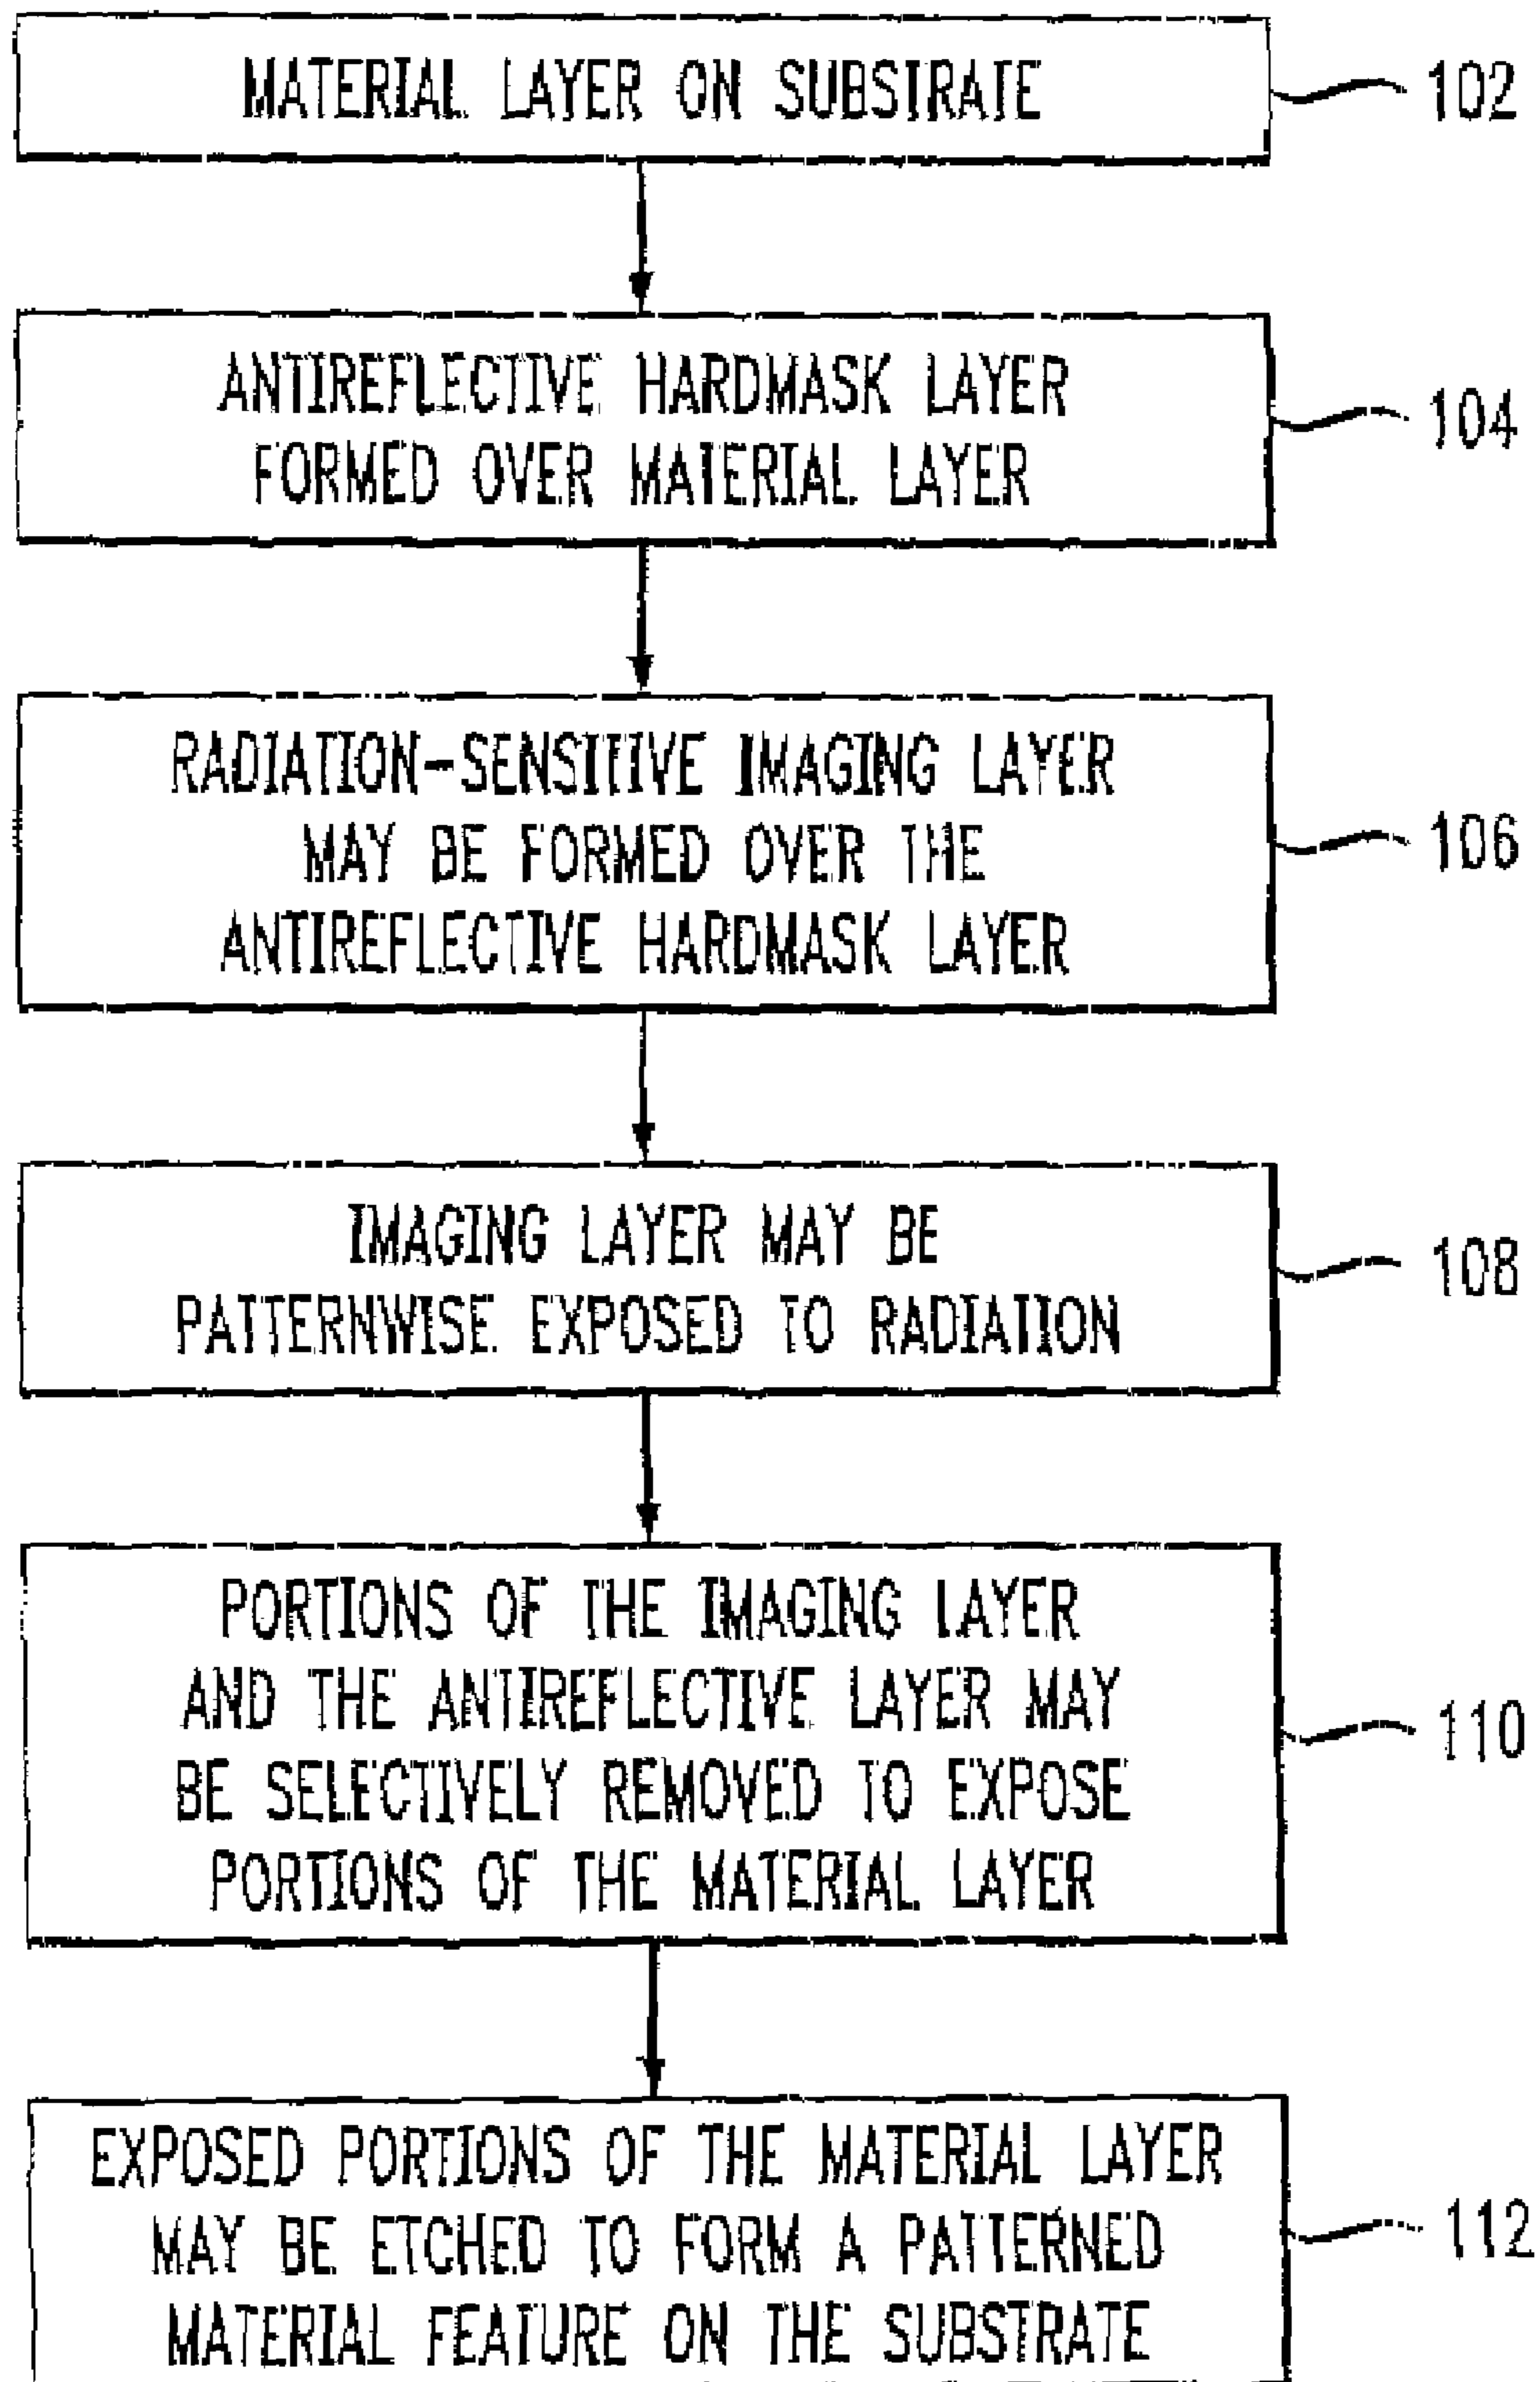 MATERIAL LAYER ON SUBSTRATE
102
ANTIREFLECTIVE HARDMASK LAYER
FORMED OVER MATERIAL LAYER
104
RADIATION-SENSITIVE IMAGING LAYER
MAY BE FORMED OVER THE
ANTIREFLECTIVE HARDMASK LAYER
106
IMAGING LAYER MAY BE
PATTERNWISE EXPOSED TO RADIATION
108
PORTIONS OF THE IMAGING LAYER
AND THE ANTIREFLECTIVE LAYER MAY
BE SELECTIVELY REMOVED TO EXPOSE
PORTIONS OF THE MATERIAL LAYER
110
EXPOSED PORTIONS OF THE MATERIAL LAYER
MAY BE ETCHED TO FORM A PATTERNED
MATERIAL FEATURE ON THE SUBSTRATE
112